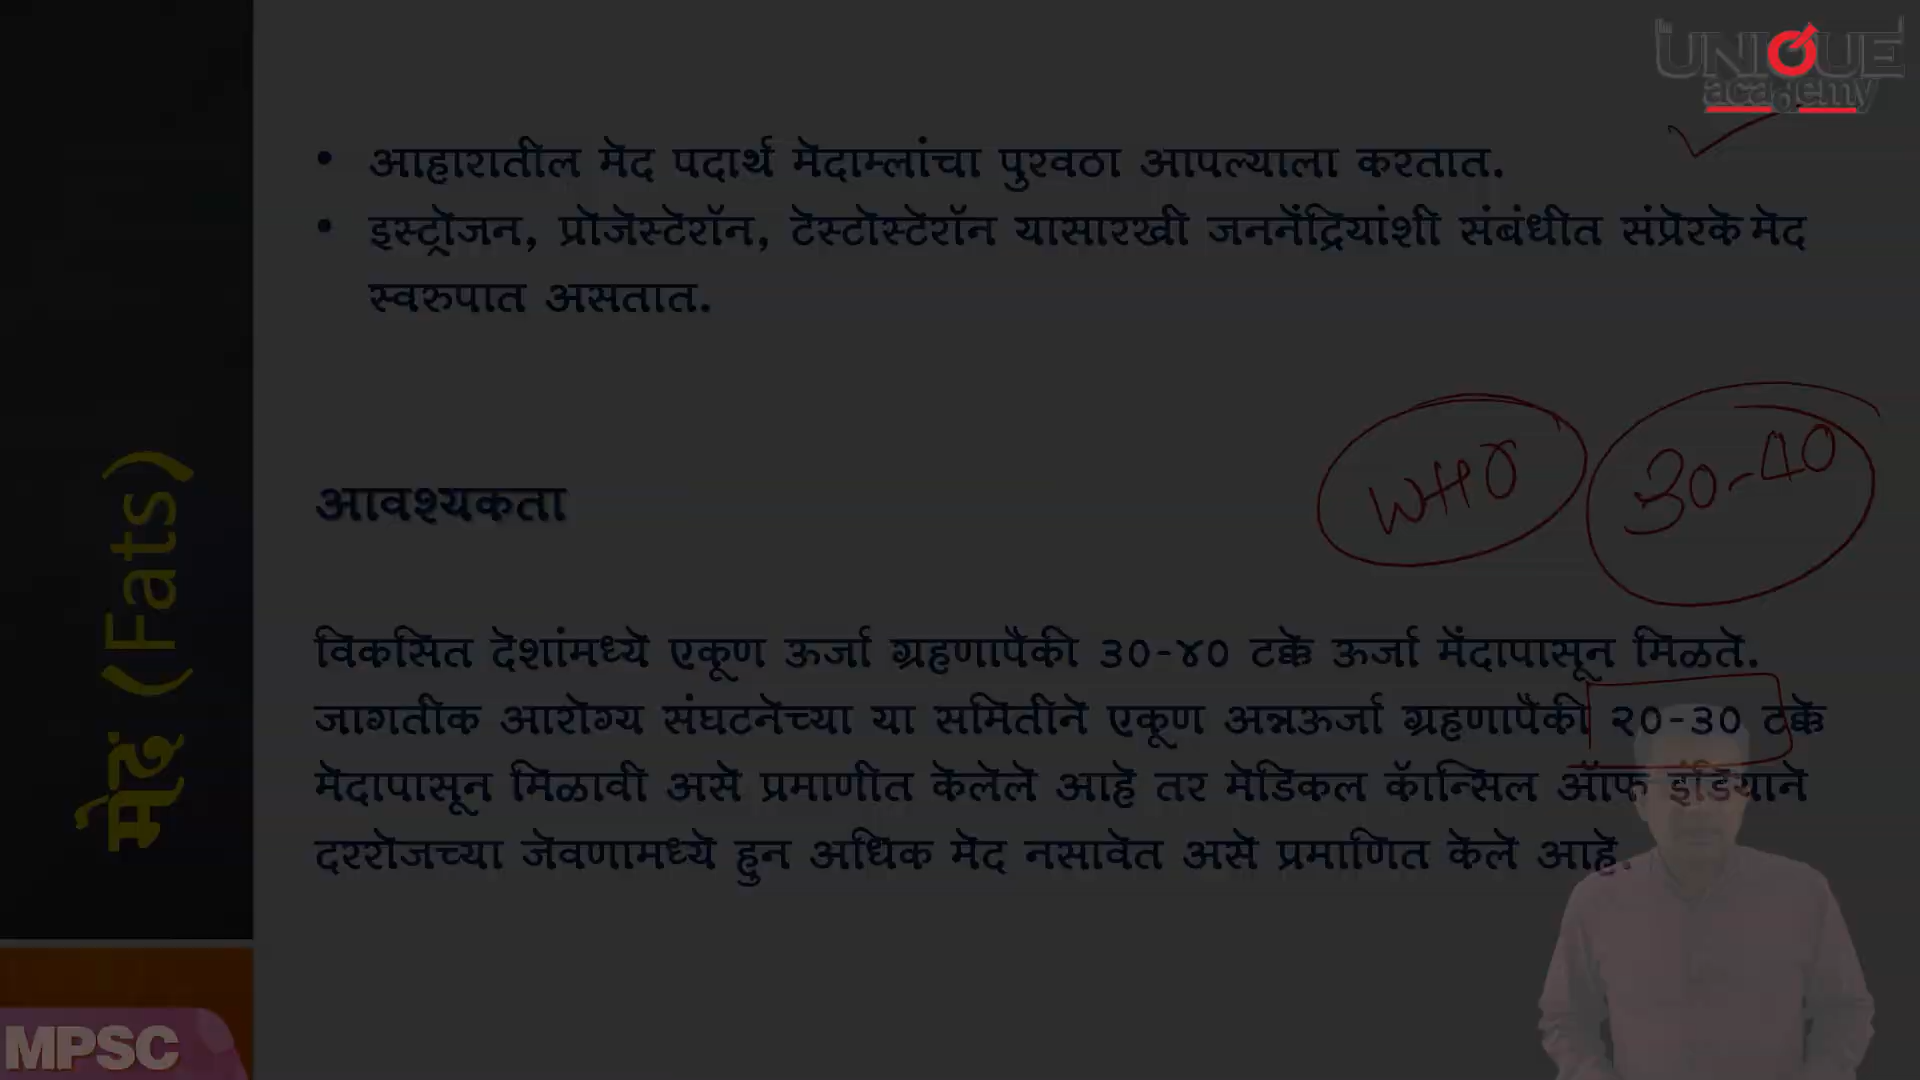 the
UNIQUE
academy
• आहारातील मेद पदार्थ मेदाम्लांचा पुरवठा आपल्याला करतात.
• इस्ट्रोजन, प्रोजेस्टेरॉन, टेस्टोस्टेरॉन यासारखी जननेंद्रियांशी संबंधीत संप्रेरके मेद
स्वरुपात असतात.
WHO 30-40
आवश्यकता
विकसित देशांमध्ये एकूण ऊर्जा ग्रहणापैकी ३०-४० टक्के ऊर्जा मेंदापासून मिळते.
जागतीक आरोग्य संघटनेच्या या समितीने एकूण अन्नऊर्जा ग्रहणापैकी २०-३० टक्के
मेदापासून मिळावी असे प्रमाणीत केलेले आहे तर मेडिकल कॅान्सिल ऑफ इंडियाने
दररोजच्या जेवणामध्ये हुन अधिक मेद नसावेत असे प्रमाणित केले आहे.
मेद (Fats)
MPSC